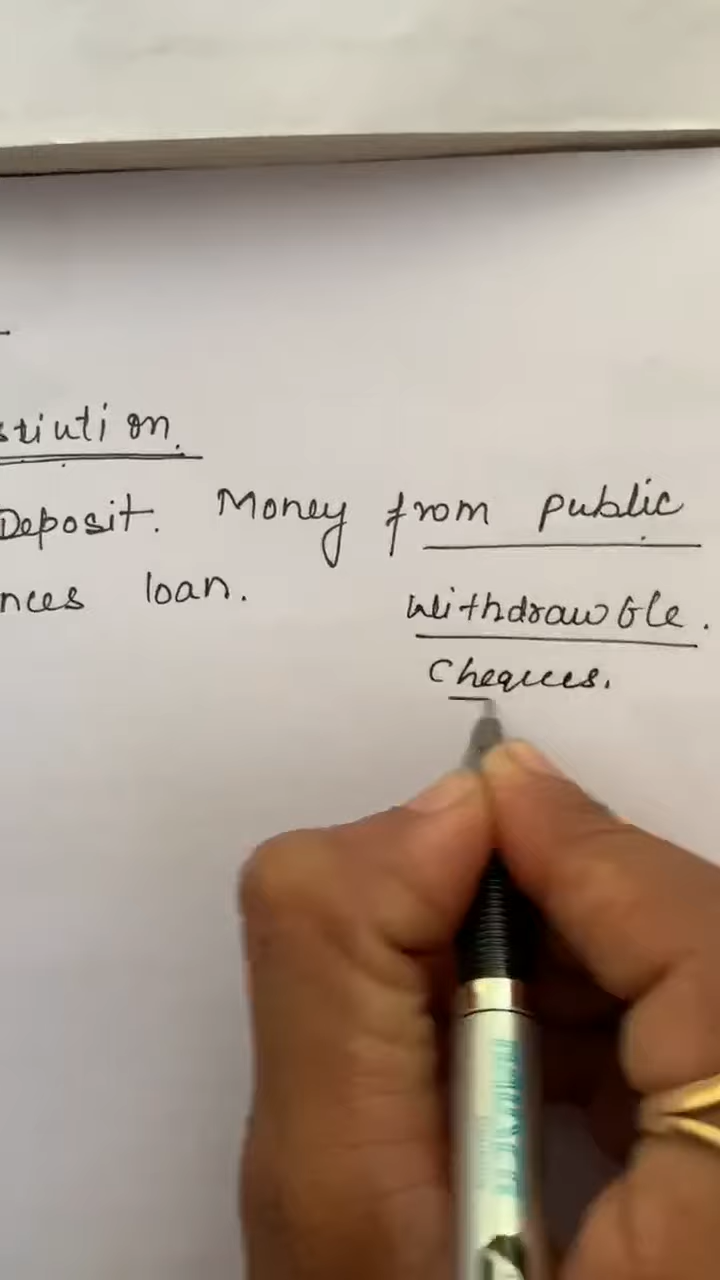 stiution.
Deposit. Money from public
nces loan. Withdrawble.
Cheques.